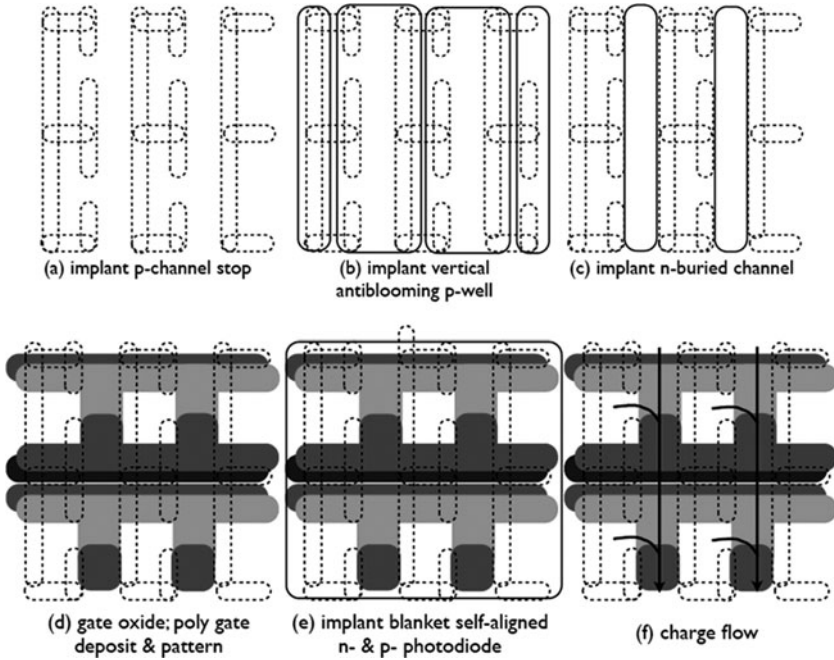 (a) implant p-channel stop
(b) implant vertical
antiblooming p-well
(c) implant n-buried channel
(d) gate oxide; poly gate
deposit & pattern
(e) implant blanket self-aligned
n- & p- photodiode
(f) charge flow